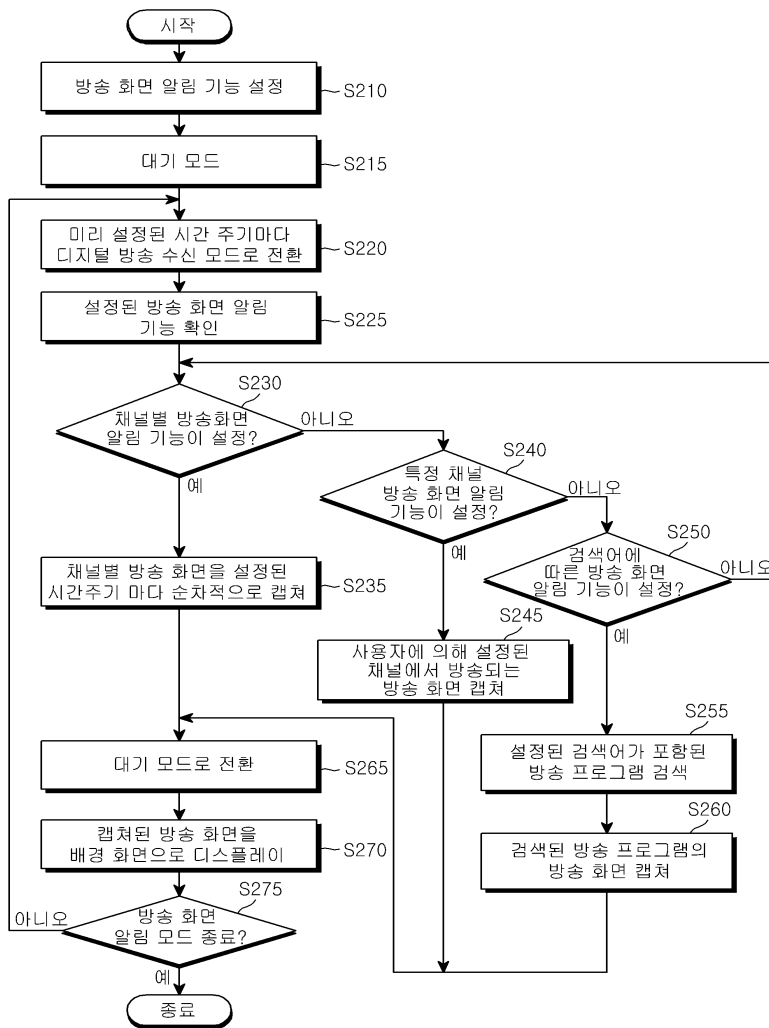 시작
방송 화면 알림 기능 설정
S210
대기 모드
S215
미리 설정된 시간 주기마다
디지털 방송 수신 모드로 전환
S220
설정된 방송 화면 알림
기능 확인
S225
S230
채널별 방송화면
알림 기능이 설정?
아니오
예
S240
특정 채널
방송 화면 알림
기능이 설정?
아니오
예
S250
검색어에
따른 방송 화면
알림 기능이 설정?
아니오
예
채널별 방송 화면을 설정된
시간주기 마다 순차적으로 캡쳐
S235
S245
사용자에 의해 설정된
채널에서 방송되는
방송 화면 캡쳐
S255
설정된 검색어가 포함된
방송 프로그램 검색
S260
검색된 방송 프로그램의
방송 화면 캡쳐
대기 모드로 전환
S265
캡쳐된 방송 화면을
배경 화면으로 디스플레이
S270
S275
방송 화면
알림 모드 종료?
아니오
예
종료